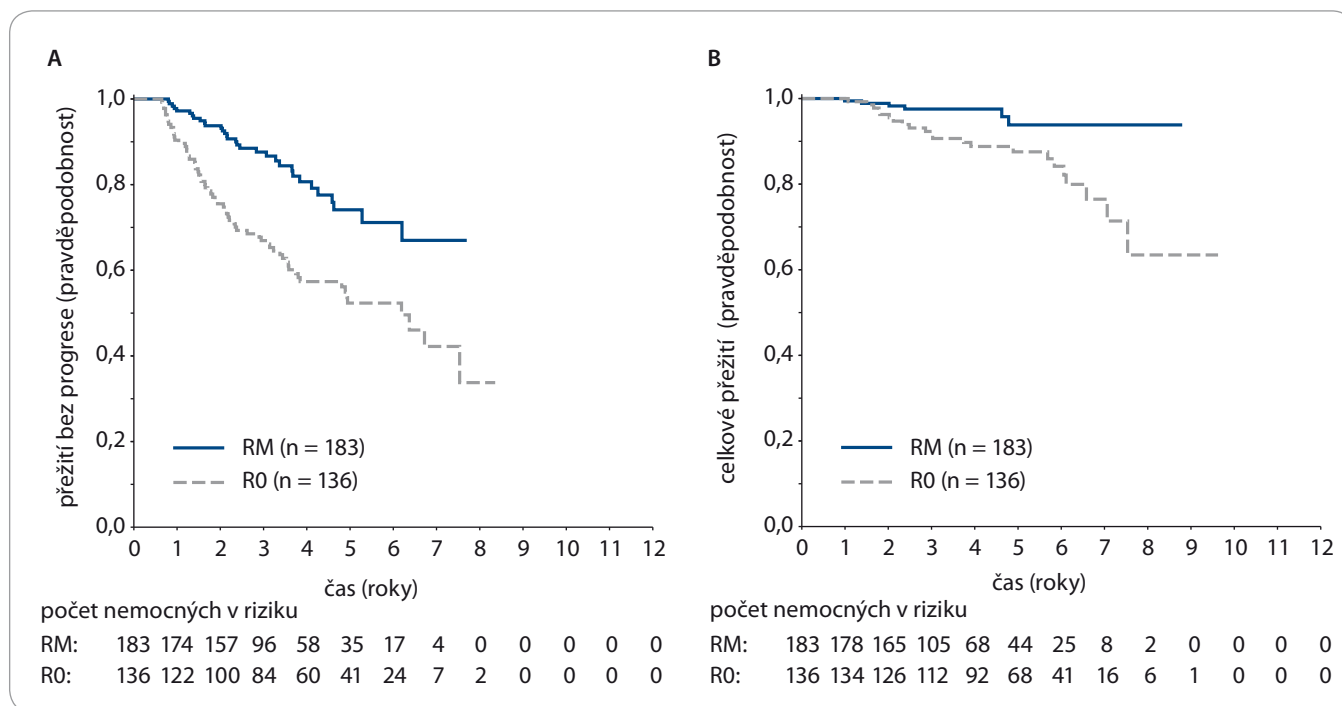 A
přežití bez progrese (pravděpodobnost)
1,0
0,8
0,6
0,4
0,2
0,0
RM (n = 183)
R0 (n = 136)
0 1 2 3 4 5 6 7 8 9 10 11 12
čas (roky)
počet nemocných v riziku
RM: 183 174 157 96 58 35 17 4 0 0 0 0 0
R0: 136 122 100 84 60 41 24 7 2 0 0 0 0
B
celkové přežití (pravděpodobnost)
1,0
0,8
0,6
0,4
0,2
0,0
RM (n = 183)
R0 (n = 136)
0 1 2 3 4 5 6 7 8 9 10 11 12
čas (roky)
počet nemocných v riziku
RM: 183 178 165 105 68 44 25 8 2 0 0 0 0
R0: 136 134 126 112 92 68 41 16 6 1 0 0 0